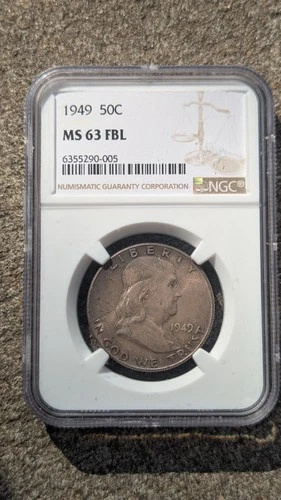 1949 50C
MS 63 FBL
6355290-005
NUMISMATIC GUARANTY CORPORATION
NGC®
LIBERTY
1949
IN GOD WE TRUST